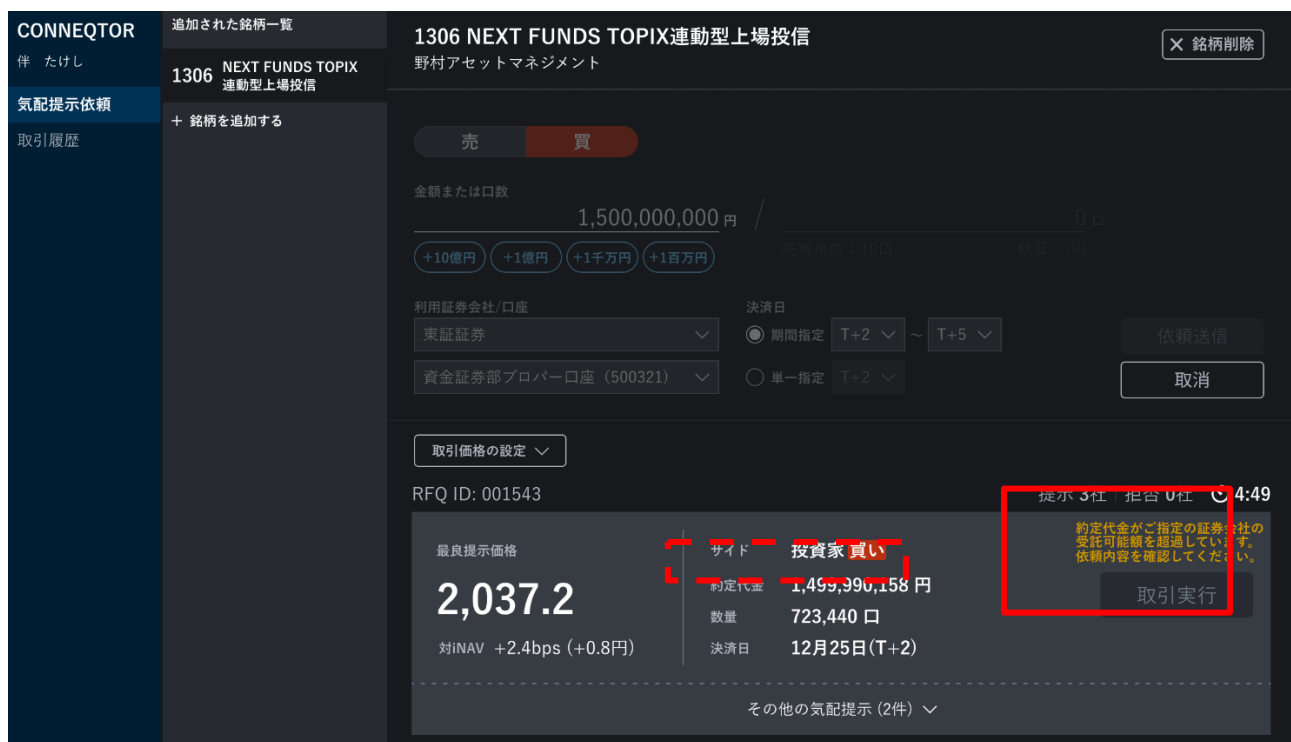 CONNEQTOR
伴 たけし
気配提示依頼
取引履歴
追加された銘柄一覧
1306 NEXT FUNDS TOPIX
連動型上場投信
+ 銘柄を追加する
1306 NEXT FUNDS TOPIX連動型上場投信
野村アセットマネジメント
× 銘柄削除
売 買
金額または口数
1,500,000,000 円 / 0 口
+10億円 +1億円 +1千万円 +1百万円
売買単位:10口 概算 --円
利用証券会社/口座
東証証券
資金証券部プロパー口座(500321)
決済日
期間指定 T+2 ~ T+5
単一指定 T+2
依頼送信
取消
取引価格の設定
RFQ ID: 001543
提示 3社 拒否 0社 4:49
最良提示価格
2,037.2
対iNAV +2.4bps (+0.8円)
サイド 投資家 買い
約定代金 1,499,990,158 円
数量 723,440 口
決済日 12月25日(T+2)
約定代金がご指定の証券会社の
受託可能額を超過しています。
依頼内容を確認してください。
取引実行
その他の気配提示 (2件)